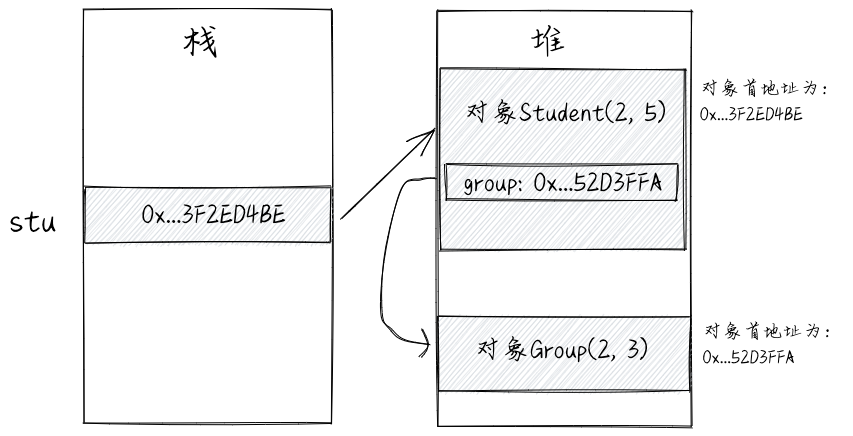 栈
堆
对象Student(2, 5)
对象首地址为:
0x...3F2ED4BE
group: 0x...52D3FFA
stu
0x...3F2ED4BE
对象Group(2, 3)
对象首地址为:
0x...52D3FFA